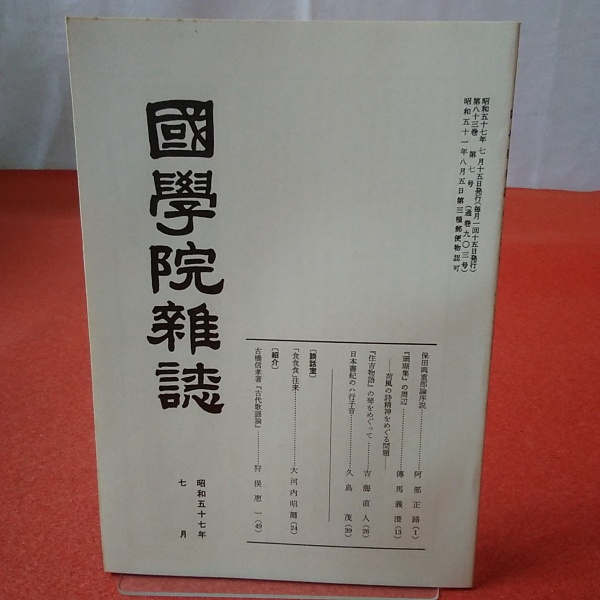 昭和五十七年七月十五日発行(毎月一回十五日発行)
第八十三巻 第七号 (通巻九〇三号)
昭和五十一年八月五日第三種郵便物認可
國學院雜誌
保田與重郎論序説…………阿部正路(1)
『珊瑚集』の周辺…………傳馬義澄(13)
――荷風の詩精神をめぐる問題――
『住吉物語』の琴をめぐって…………吉海直人(26)
日本書紀のハ行子音…………久島茂(39)
〔談話室〕
「食食食」往来…………大河内昭爾(24)
〔紹介〕
古橋信孝著『古代歌謡論』…………狩俣恵一(49)
昭和五十七年
七月